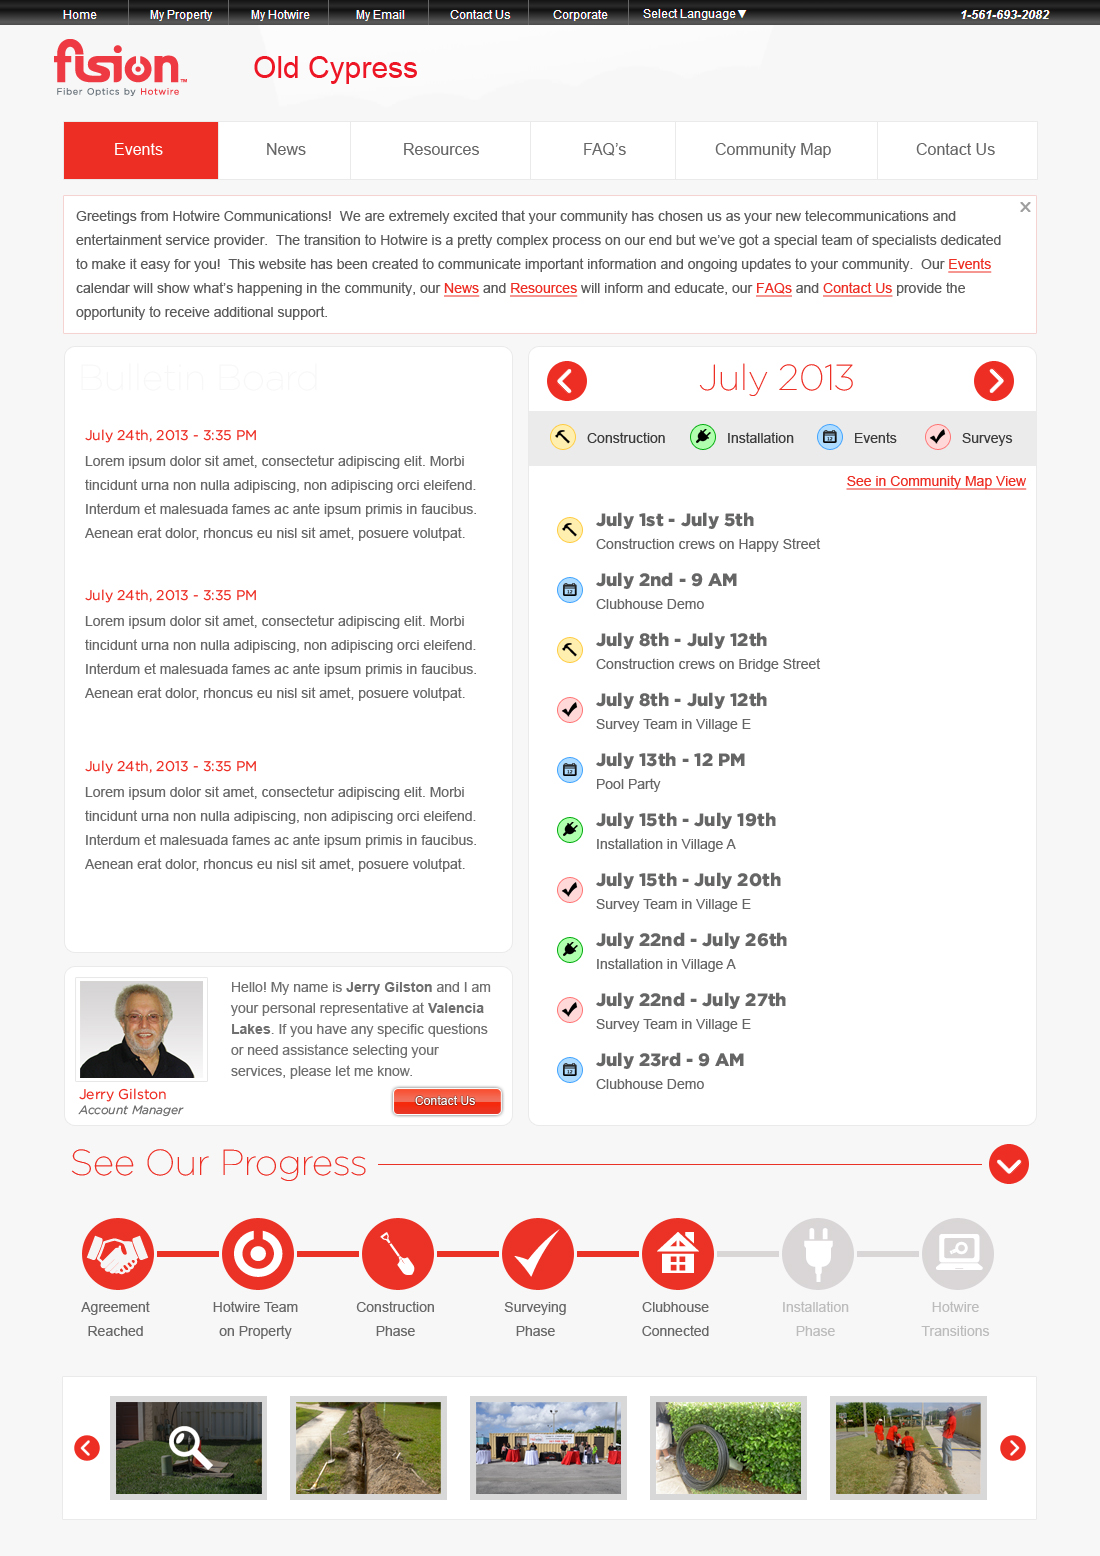 Home My Property My Hotwire My Email Contact Us Corporate Select Language▼ 1-561-693-2082
fision™
Fiber Optics by Hotwire
Old Cypress
Events News Resources FAQ's Community Map Contact Us
Greetings from Hotwire Communications! We are extremely excited that your community has chosen us as your new telecommunications and
entertainment service provider. The transition to Hotwire is a pretty complex process on our end but we've got a special team of specialists dedicated
to make it easy for you! This website has been created to communicate important information and ongoing updates to your community. Our Events
calendar will show what's happening in the community, our News and Resources will inform and educate, our FAQs and Contact Us provide the
opportunity to receive additional support.
Bulletin Board
July 24th, 2013 - 3:35 PM
Lorem ipsum dolor sit amet, consectetur adipiscing elit. Morbi
tincidunt urna non nulla adipiscing, non adipiscing orci eleifend.
Interdum et malesuada fames ac ante ipsum primis in faucibus.
Aenean erat dolor, rhoncus eu nisl sit amet, posuere volutpat.
July 24th, 2013 - 3:35 PM
Lorem ipsum dolor sit amet, consectetur adipiscing elit. Morbi
tincidunt urna non nulla adipiscing, non adipiscing orci eleifend.
Interdum et malesuada fames ac ante ipsum primis in faucibus.
Aenean erat dolor, rhoncus eu nisl sit amet, posuere volutpat.
July 24th, 2013 - 3:35 PM
Lorem ipsum dolor sit amet, consectetur adipiscing elit. Morbi
tincidunt urna non nulla adipiscing, non adipiscing orci eleifend.
Interdum et malesuada fames ac ante ipsum primis in faucibus.
Aenean erat dolor, rhoncus eu nisl sit amet, posuere volutpat.
Hello! My name is Jerry Gilston and I am
your personal representative at Valencia
Lakes. If you have any specific questions
or need assistance selecting your
services, please let me know.
Jerry Gilston
Account Manager
Contact Us
July 2013
Construction Installation Events Surveys
See in Community Map View
July 1st - July 5th
Construction crews on Happy Street
July 2nd - 9 AM
Clubhouse Demo
July 8th - July 12th
Construction crews on Bridge Street
July 8th - July 12th
Survey Team in Village E
July 13th - 12 PM
Pool Party
July 15th - July 19th
Installation in Village A
July 15th - July 20th
Survey Team in Village E
July 22nd - July 26th
Installation in Village A
July 22nd - July 27th
Survey Team in Village E
July 23rd - 9 AM
Clubhouse Demo
See Our Progress
Agreement
Reached
Hotwire Team
on Property
Construction
Phase
Surveying
Phase
Clubhouse
Connected
Installation
Phase
Hotwire
Transitions